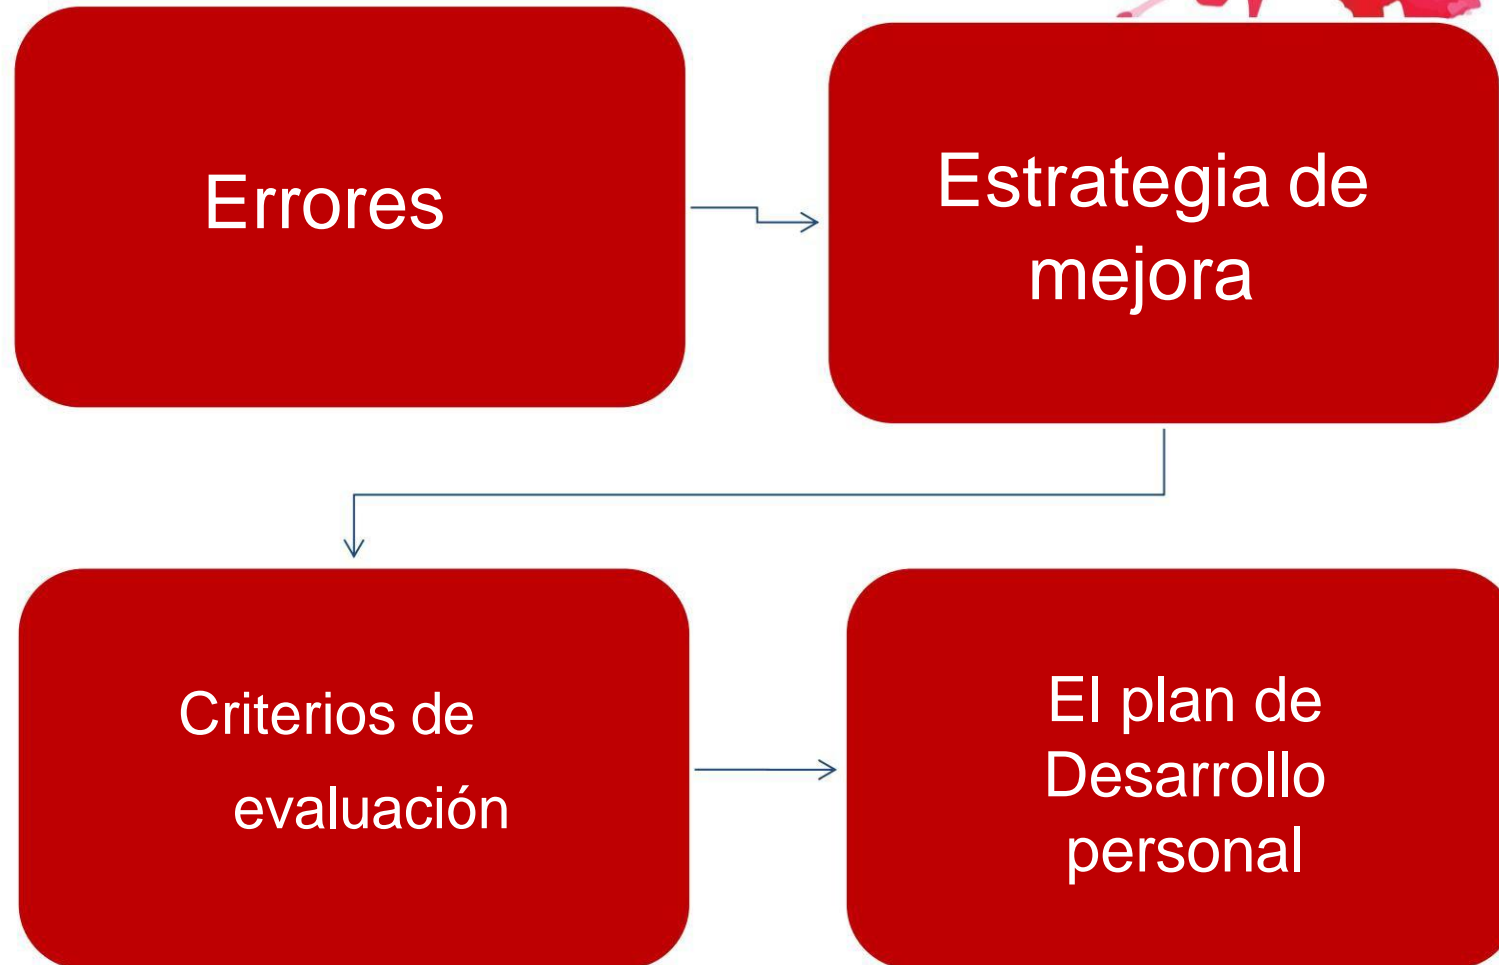 Errores
Estrategia de
mejora
Criterios de
evaluación
El plan de
Desarrollo
personal